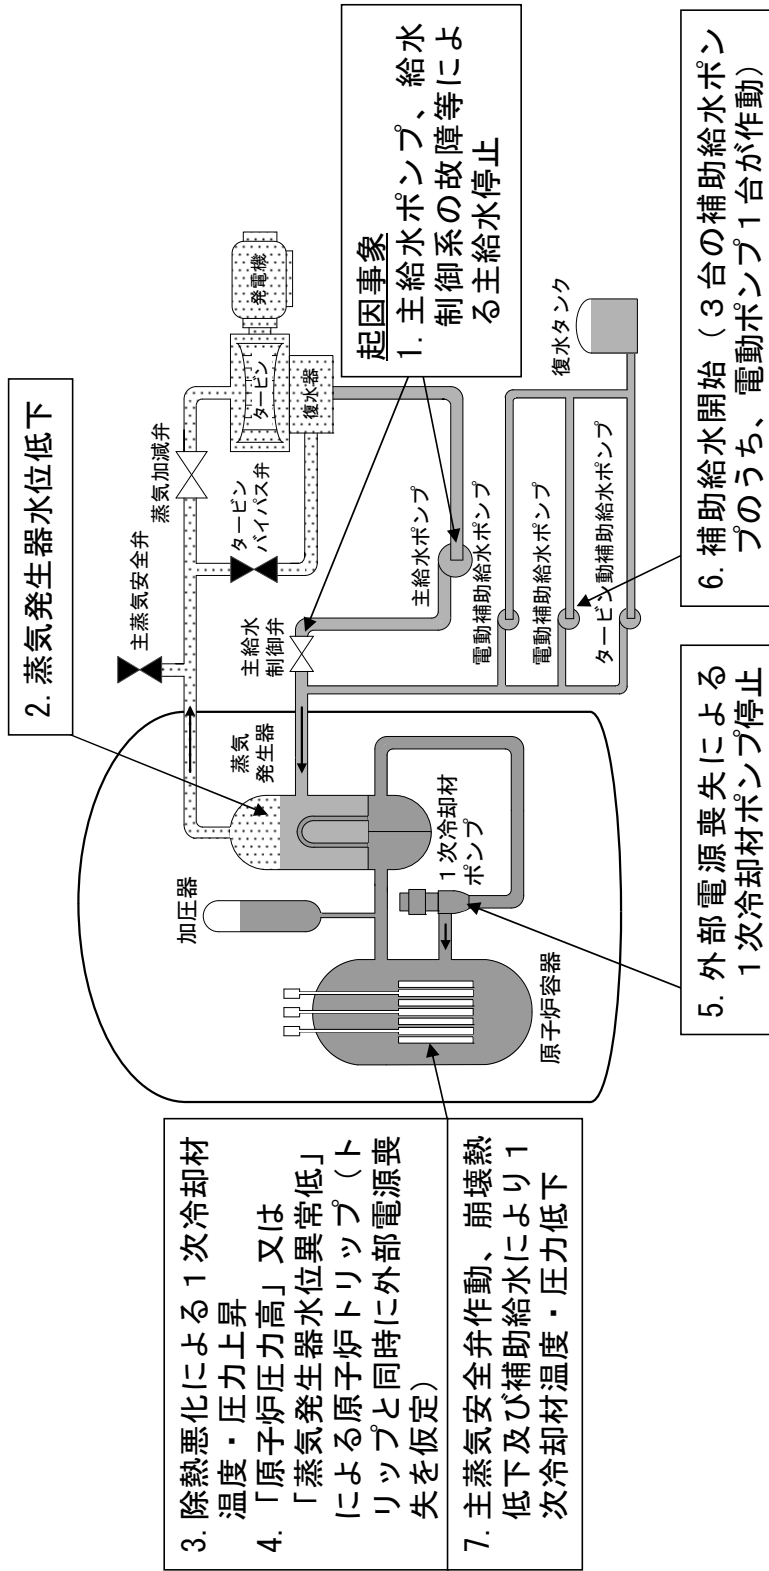 2. 蒸気発生器水位低下
起因事象
1. 主給水ポンプ、給水
制御系の故障等によ
る主給水停止
3. 除熱悪化による１次冷却材
温度・圧力上昇
4. 「原子炉圧力高」又は
「蒸気発生器水位異常低」
による原子炉トリップ（ト
リップと同時に外部電源喪
失を仮定）
7. 主蒸気安全弁作動、崩壊熱
低下及び補助給水により１
次冷却材温度・圧力低下
5. 外部電源喪失による
１次冷却材ポンプ停止
6. 補助給水開始（３台の補助給水ポン
プのうち、電動ポンプ１台が作動）
主蒸気安全弁
蒸気加減弁
タービン
発電機
復水器
タービン
バイパス弁
加圧器
蒸気
発生器
主給水
制御弁
主給水ポンプ
１次冷却材
ポンプ
電動補助給水ポンプ
電動補助給水ポンプ
タービン動補助給水ポンプ
復水タンク
原子炉容器